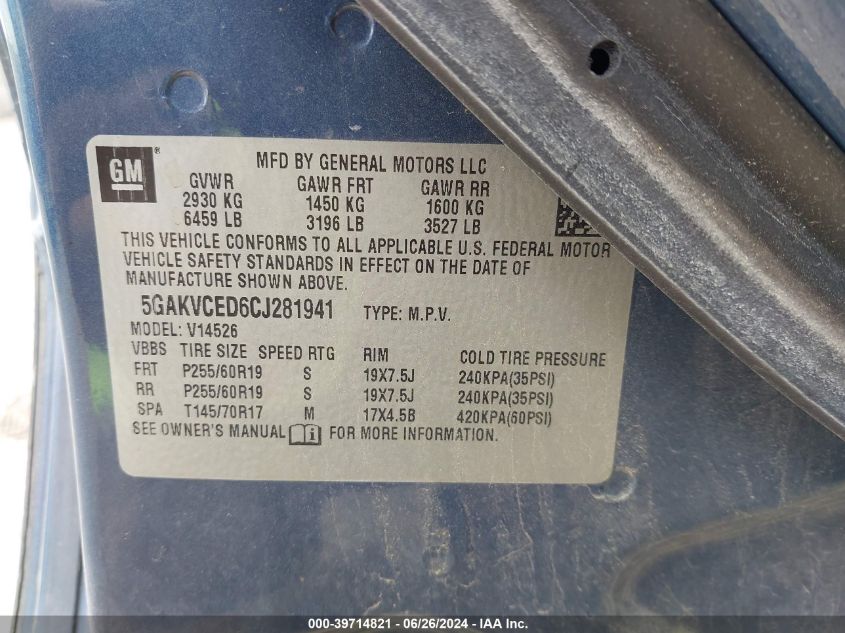 GM ® MFD BY GENERAL MOTORS LLC
GVWR GAWR FRT GAWR RR
2930 KG 1450 KG 1600 KG
6459 LB 3196 LB 3527 LB
THIS VEHICLE CONFORMS TO ALL APPLICABLE U.S. FEDERAL MOTOR
VEHICLE SAFETY STANDARDS IN EFFECT ON THE DATE OF
MANUFACTURE SHOWN ABOVE.
5GAKVCED6CJ281941 TYPE: M.P.V.
MODEL: V14526
VBBS TIRE SIZE SPEED RTG RIM COLD TIRE PRESSURE
FRT P255/60R19 S 19X7.5J 240KPA(35PSI)
RR P255/60R19 S 19X7.5J 240KPA(35PSI)
SPA T145/70R17 M 17X4.5B 420KPA(60PSI)
SEE OWNER'S MANUAL i FOR MORE INFORMATION.
000-39714821 / 06/26/2024 - IAA Inc.